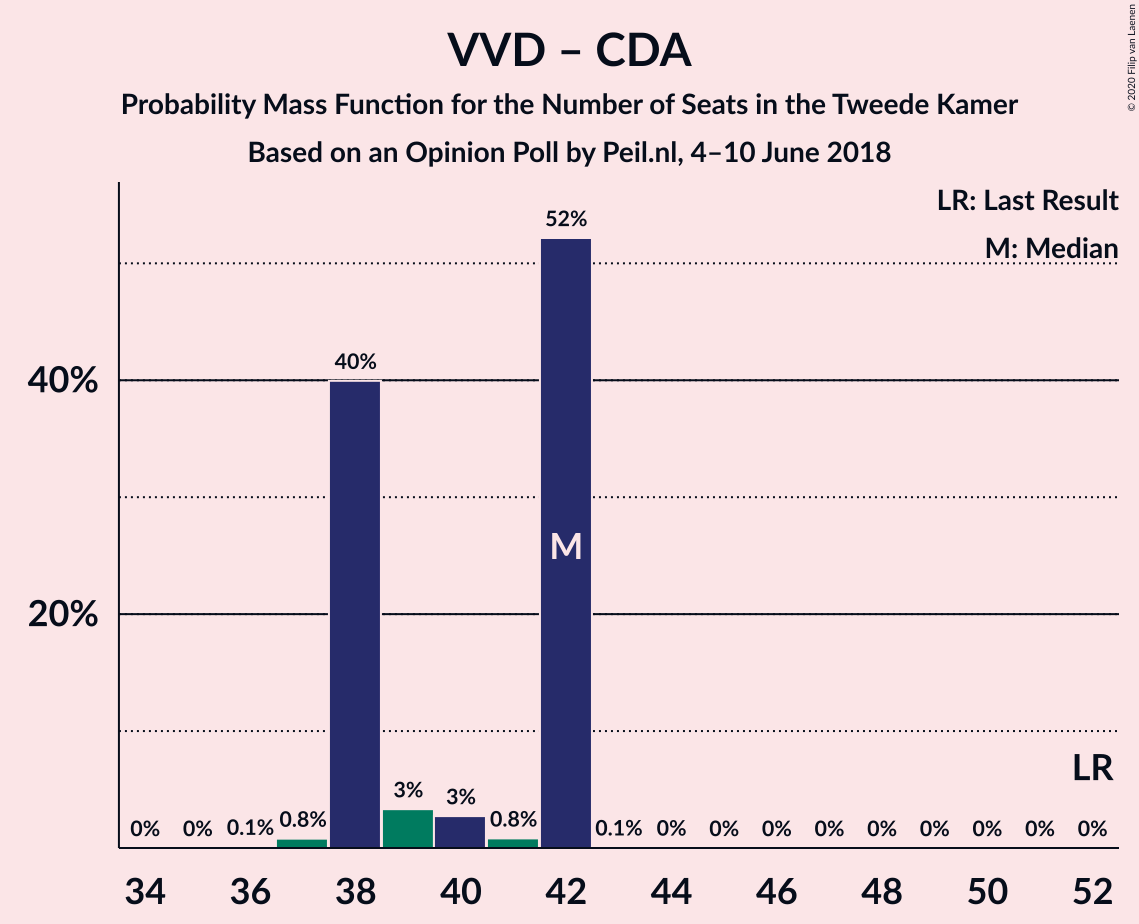 VVD – CDA
Probability Mass Function for the Number of Seats in the Tweede Kamer
Based on an Opinion Poll by Peil.nl, 4–10 June 2018
© 2020 Filip van Laenen
LR: Last Result
M: Median
52%
40%
40%
M
20%
LR
0% 0% 0.1% 0.8% 3% 3% 0.8% 0.1% 0% 0% 0% 0% 0% 0% 0% 0% 0%
34 36 38 40 42 44 46 48 50 52